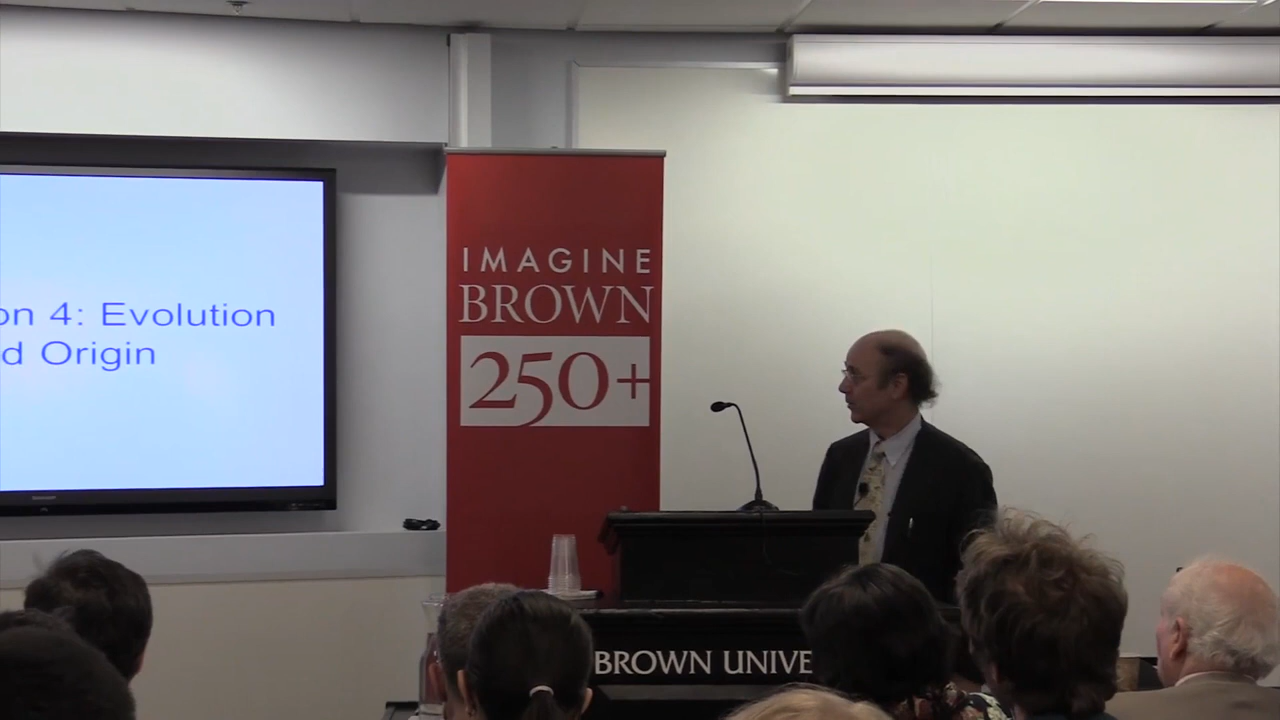 on 4: Evolution
d Origin
IMAGINE
BROWN
250+
BROWN UNIVE